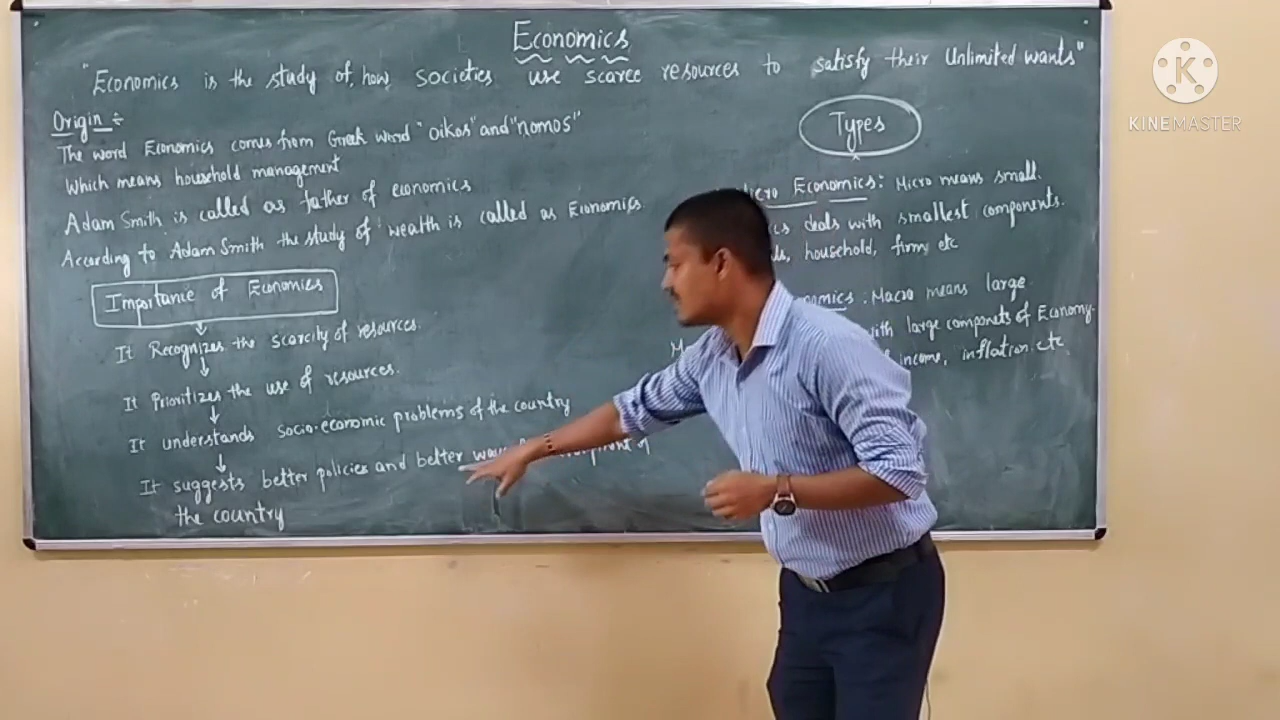 Economics
"Economics is the study of, how societies use scarce resources to satisfy their Unlimited wants"
Origin ÷
The word Economics comes from Greek word "oikos" and "nomos"
Which means household management
Adam Smith is called as father of economics
According to Adam Smith the study of wealth is called as Economics
Importance of Economics
It Recognizes the scarcity of resources.
It Prioritizes the use of resources.
It understands socio-economic problems of the country
It suggests better policies and better of
the country
Types
Economics: Micro means small.
deals with smallest components.
household, firm, etc
Macro means large
with large componets of Economy.
income, inflation. etc
KINEMASTER